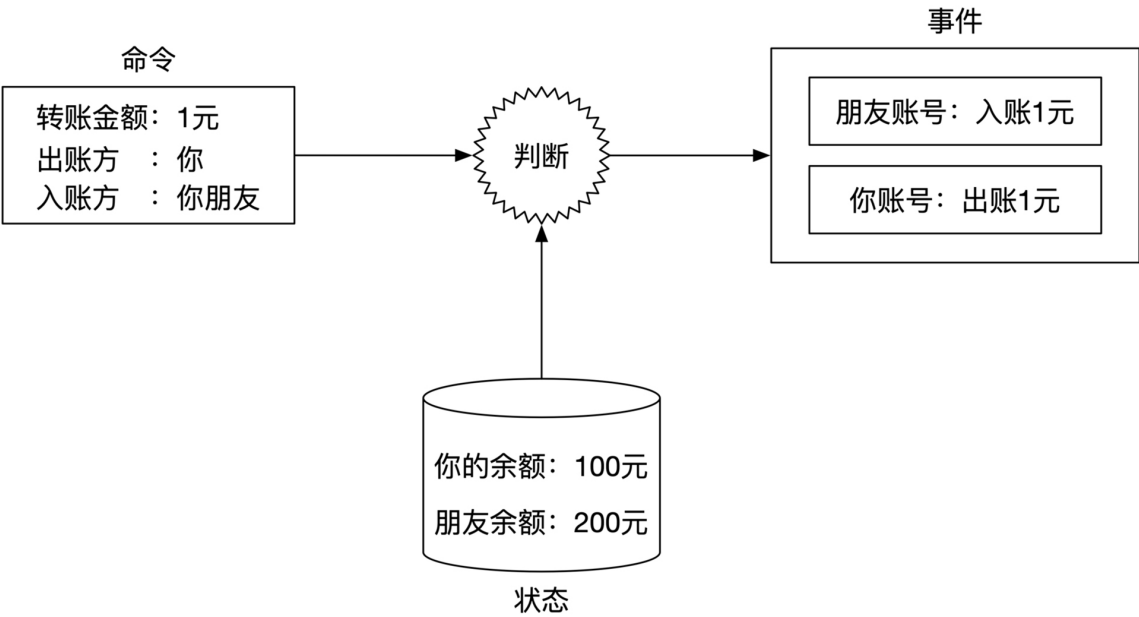 命令
转账金额：1元
出账方 ：你
入账方 ：你朋友
判断
事件
朋友账号：入账1元
你账号：出账1元
你的余额：100元
朋友余额：200元
状态